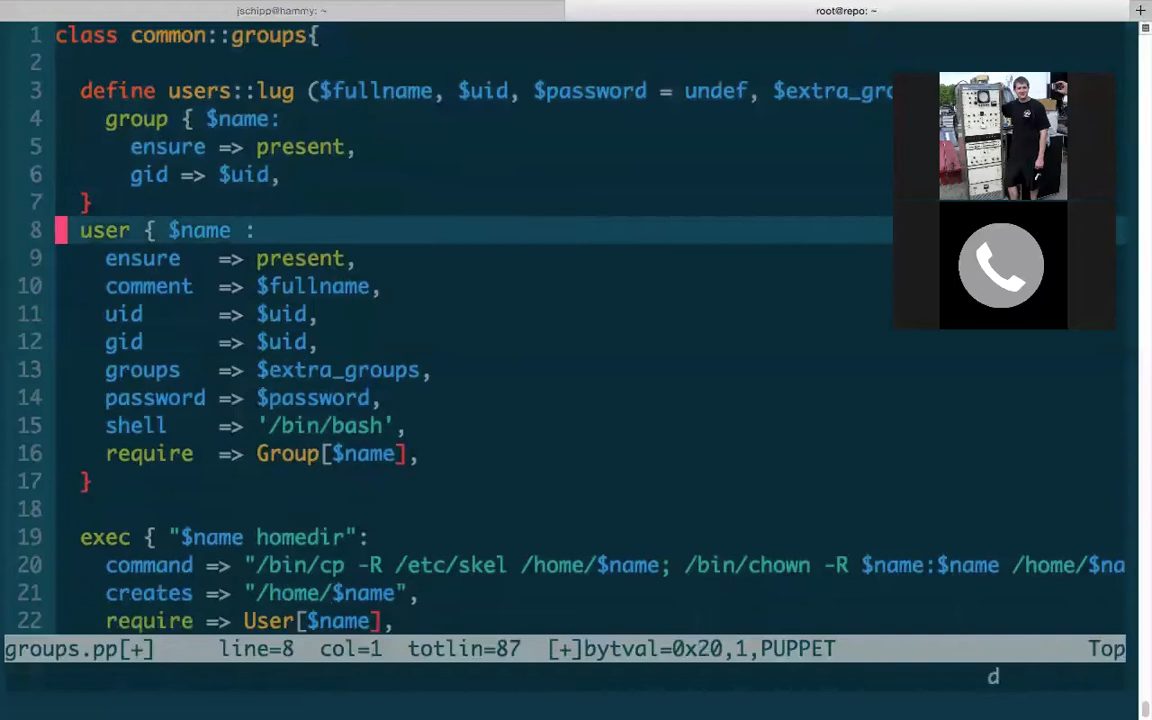 jschipp@hammy: ~ root@repo: ~ +
1 class common::groups{
2
3 define users::lug ($fullname, $uid, $password = undef, $extra_gro
4 group { $name:
5 ensure => present,
6 gid => $uid,
7 }
8 user { $name :
9 ensure => present,
10 comment => $fullname,
11 uid => $uid,
12 gid => $uid,
13 groups => $extra_groups,
14 password => $password,
15 shell => '/bin/bash',
16 require => Group[$name],
17 }
18
19 exec { "$name homedir":
20 command => "/bin/cp -R /etc/skel /home/$name; /bin/chown -R $name:$name /home/$na
21 creates => "/home/$name",
22 require => User[$name],
groups.pp[+] line=8 col=1 totlin=87 [+]bytval=0x20,1,PUPPET Top
d